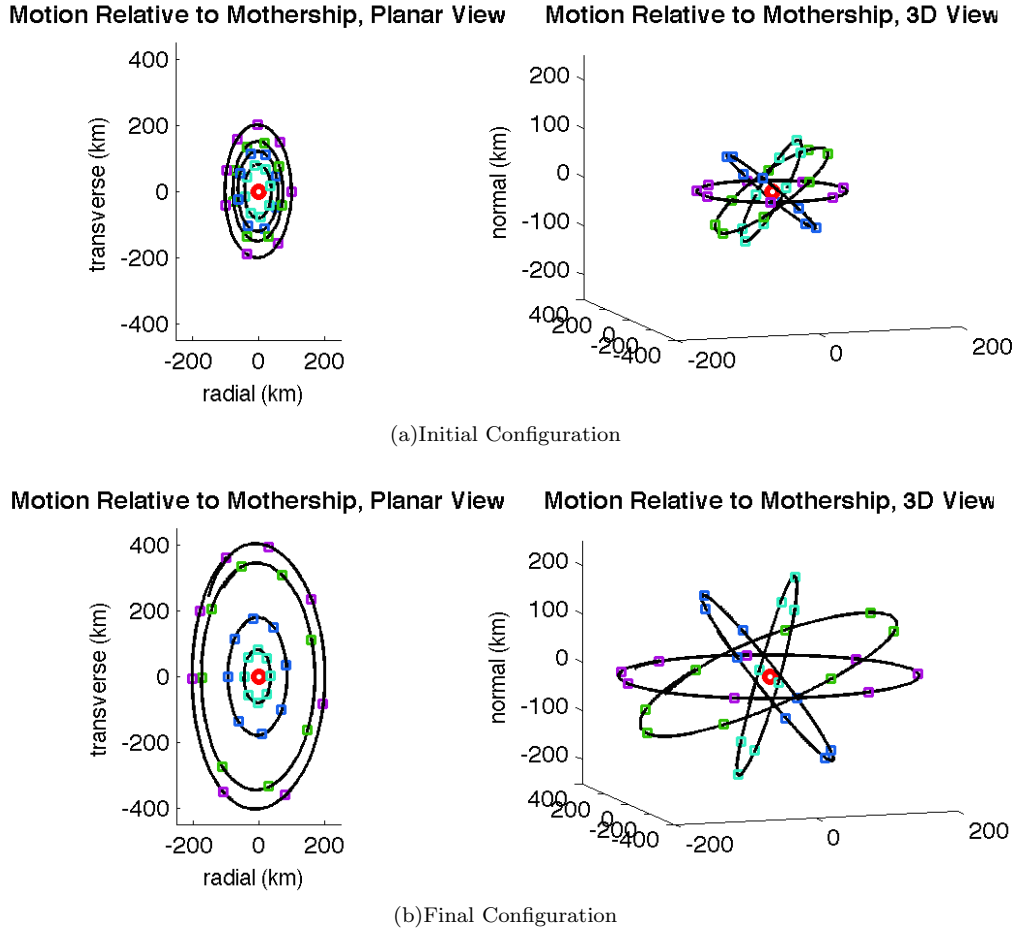 Motion Relative to Mothership, Planar View
Motion Relative to Mothership, 3D View
400
200
0
-200
-400
transverse (km)
-200 0 200
radial (km)
200
100
0
-100
-200
normal (km)
400
200
0
-200
-400
-200 0 200
(a)Initial Configuration
Motion Relative to Mothership, Planar View
Motion Relative to Mothership, 3D View
400
200
0
-200
-400
transverse (km)
-200 0 200
radial (km)
200
100
0
-100
-200
normal (km)
400
200
0
-200
-400
-200 0 200
(b)Final Configuration